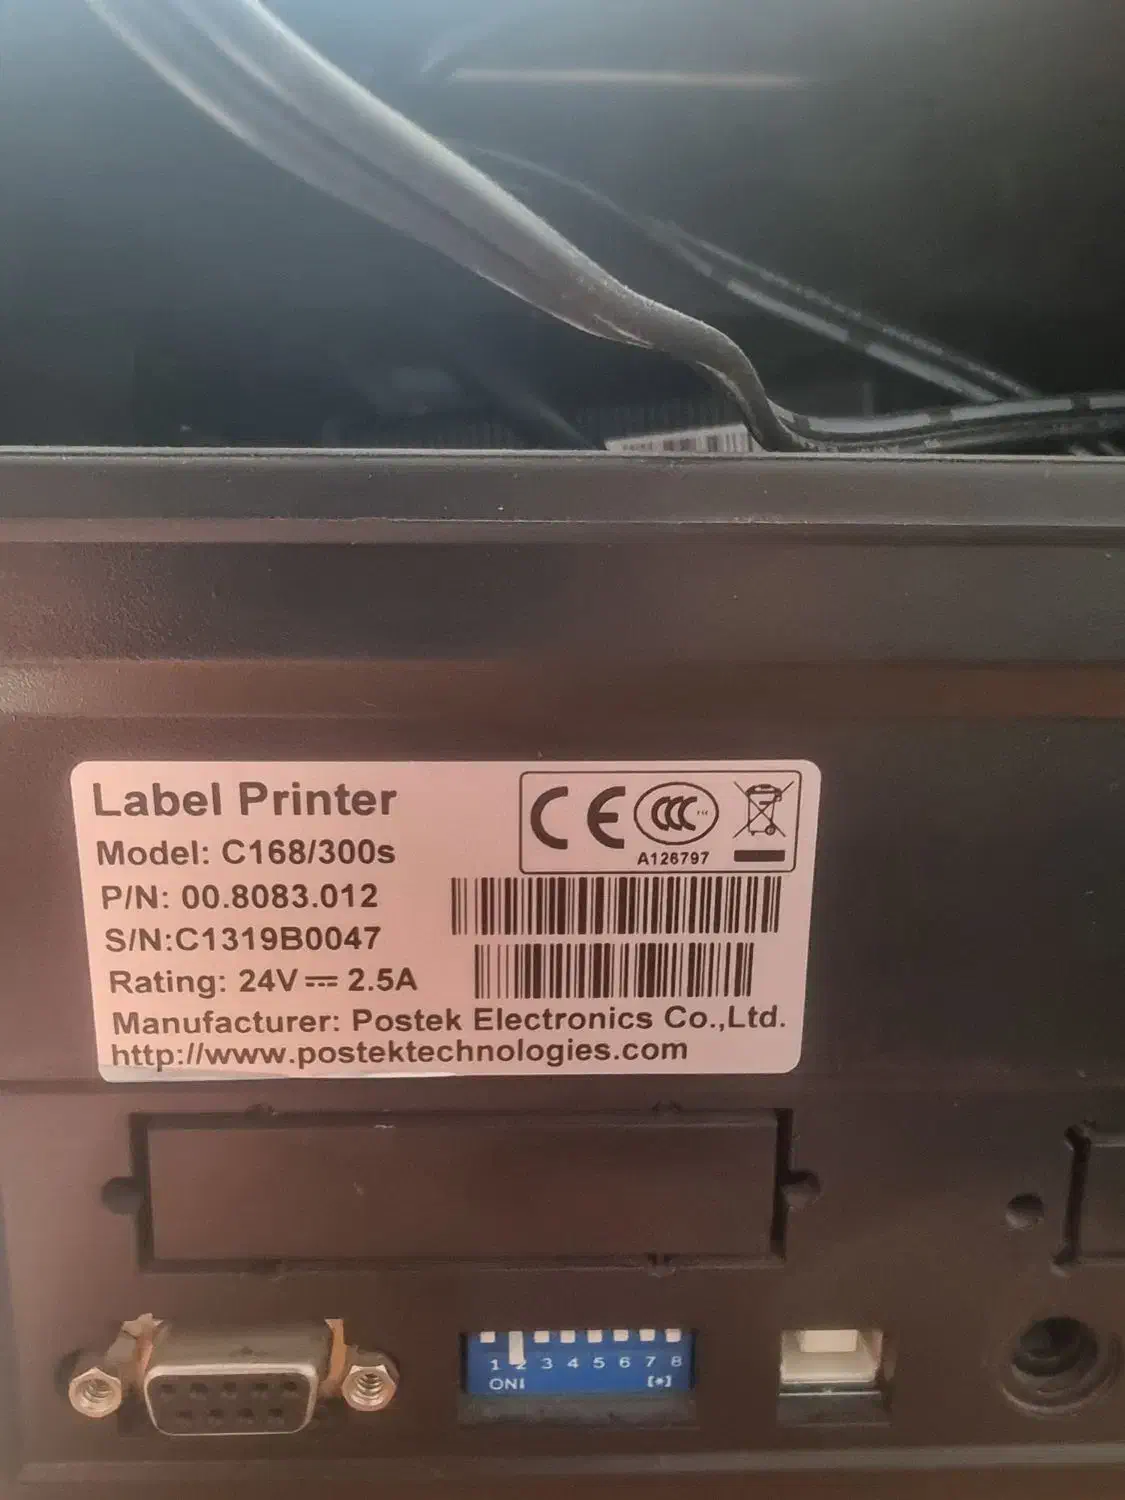 Label Printer
Model: C168/300s
P/N: 00.8083.012
S/N:C1319B0047
Rating: 24V⎓2.5A
Manufacturer: Postek Electronics Co.,Ltd.
http://www.postektechnologies.com
CE CCC
A126797
1 2 3 4 5 6 7 8
ON↓ [*]